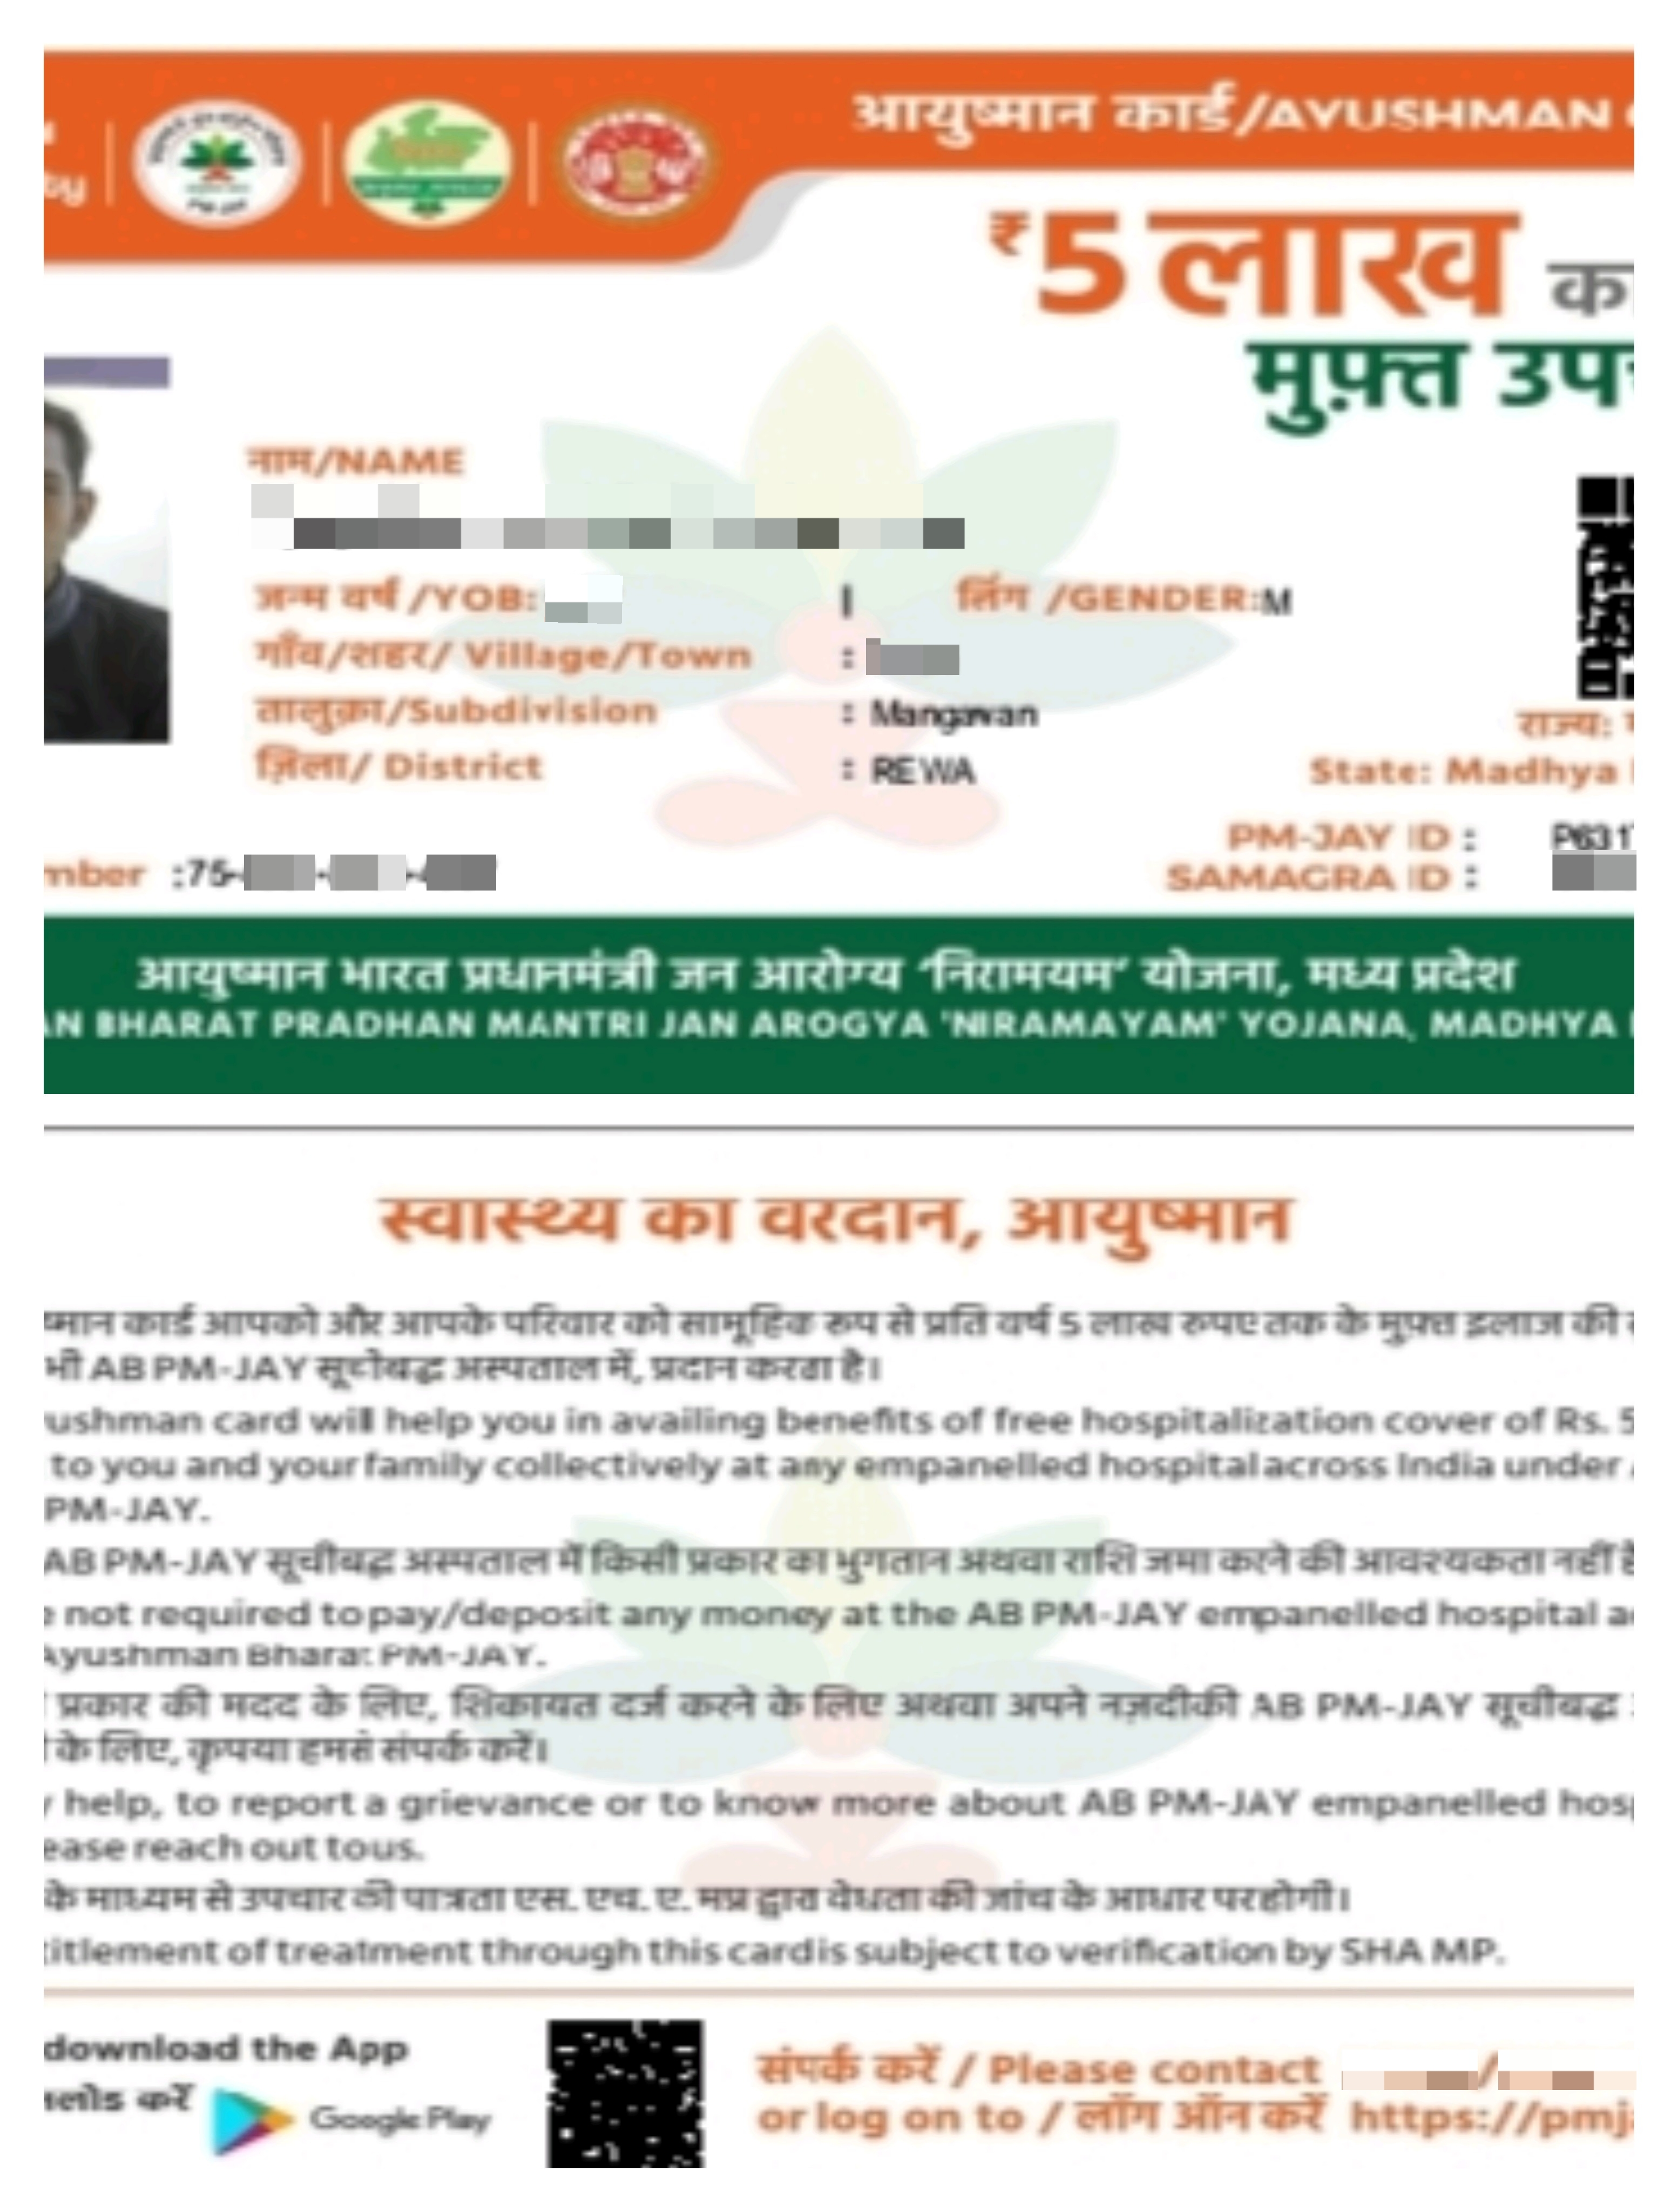 ty
आयुष्मान कार्ड/AYUSHMAN
PM-JAY
₹5 लाख
मुफ़्त
नाम/NAME
जन्म वर्ष /YOB:
लिंग /GENDER:M
गाँव/शहर/ Village/Town :
तालुक़ा/Subdivision : Mangawan
ज़िला/ District : REWA
राज्य:
State: Madhya
PM-JAY ID : P631
mber :75-
SAMAGRA ID :
आयुष्मान भारत प्रधानमंत्री जन आरोग्य ‘निरामयम’ योजना, मध्य प्रदेश
AN BHARAT PRADHAN MANTRI JAN AROGYA 'NIRAMAYAM' YOJANA, MADHYA
स्वास्थ्य का वरदान, आयुष्मान
ष्मान कार्ड आपको और आपके परिवार को सामूहिक रूप से प्रति वर्ष 5 लाख रुपए तक के मुफ़्त इलाज की
भी AB PM-JAY सूचीबद्ध अस्पताल में, प्रदान करता है।
ushman card will help you in availing benefits of free hospitalization cover of Rs. 5
to you and your family collectively at any empanelled hospital across India under
PM-JAY.
AB PM-JAY सूचीबद्ध अस्पताल में किसी प्रकार का भुगतान अथवा राशि जमा करने की आवश्यकता नहीं
not required to pay/deposit any money at the AB PM-JAY empanelled hospital
Ayushman Bharat PM-JAY.
प्रकार की मदद के लिए, शिकायत दर्ज करने के लिए अथवा अपने नज़दीकी AB PM-JAY सूचीबद्ध
के लिए, कृपया हमसे संपर्क करें।
help, to report a grievance or to know more about AB PM-JAY empanelled hos
ease reach out to us.
के माध्यम से उपचार की पात्रता एस. एच. ए. मप्र द्वारा वेधता की जांच के आधार पर होगी।
titlement of treatment through this card is subject to verification by SHA MP.
download the App
नलोड करें
Google Play
संपर्क करें / Please contact /
or log on to / लॉग ऑन करें https://pmj